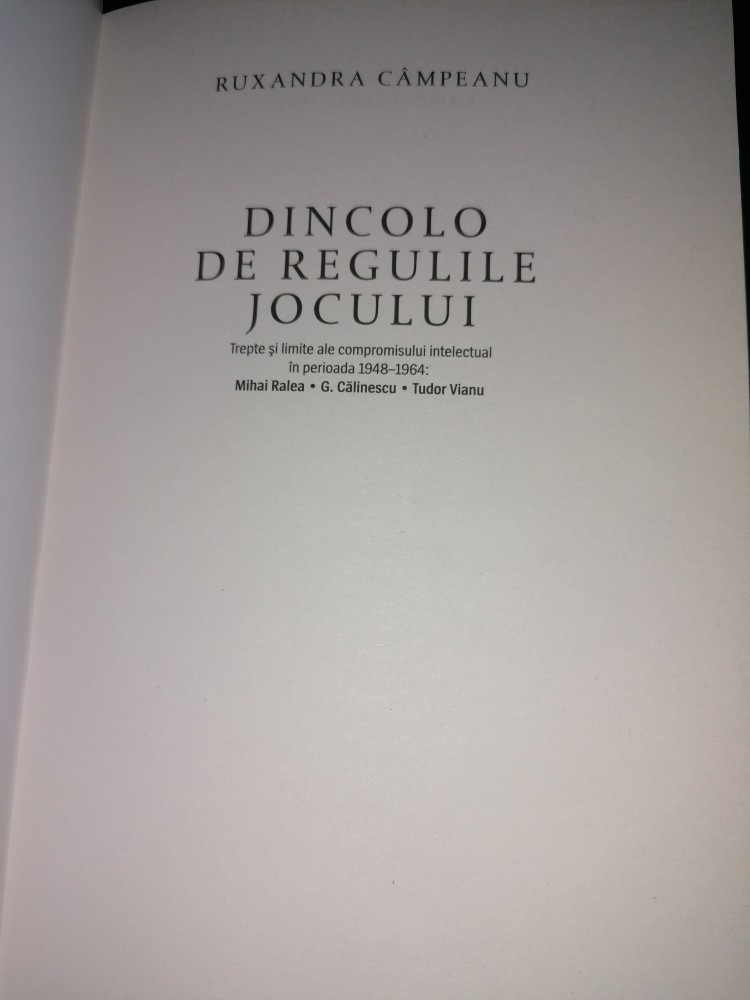 RUXANDRA CÂMPEANU
DINCOLO
DE REGULILE
JOCULUI
Trepte și limite ale compromisului intelectual
în perioada 1948–1964:
Mihai Ralea • G. Călinescu • Tudor Vianu